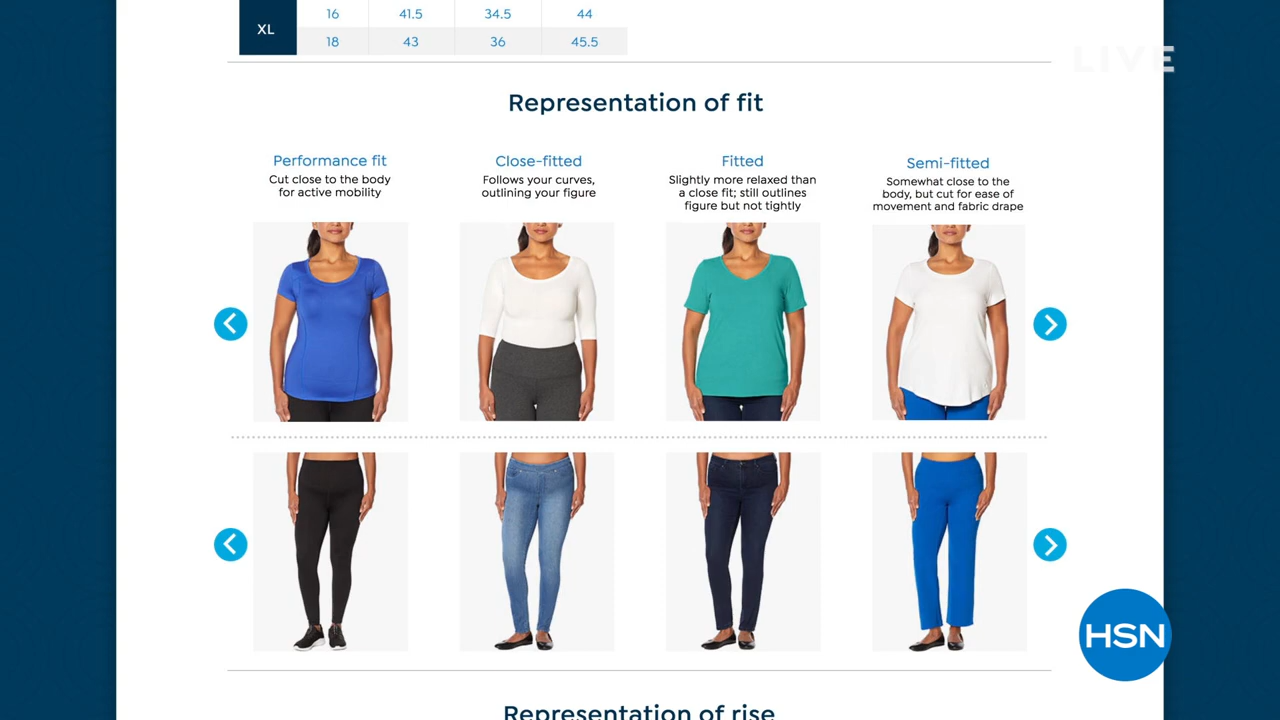 XL
16 41.5 34.5 44
18 43 36 45.5
LIVE
Representation of fit
Performance fit
Cut close to the body
for active mobility
Close-fitted
Follows your curves,
outlining your figure
Fitted
Slightly more relaxed than
a close fit; still outlines
figure but not tightly
Semi-fitted
Somewhat close to the
body, but cut for ease of
movement and fabric drape
HSN
Representation of rise